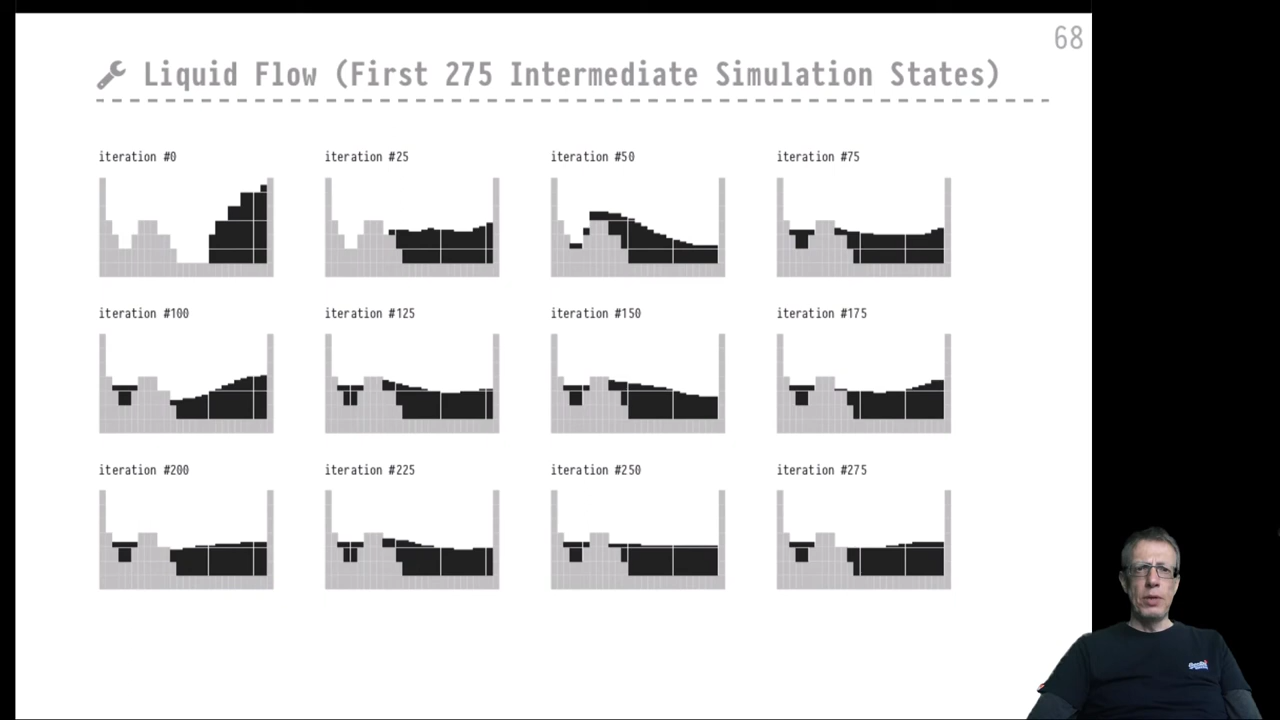 68
Liquid Flow (First 275 Intermediate Simulation States)
iteration #0
iteration #25
iteration #50
iteration #75
iteration #100
iteration #125
iteration #150
iteration #175
iteration #200
iteration #225
iteration #250
iteration #275